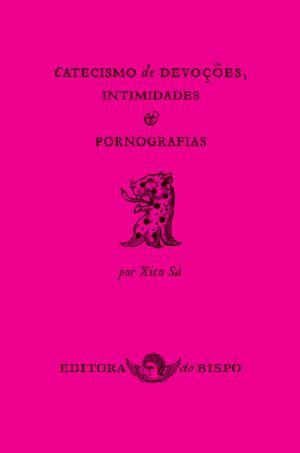 CATECISMO de DEVOÇÕES,
INTIMIDADES
&
PORNOGRAFIAS
por Xico Sá
EDITORA do BISPO